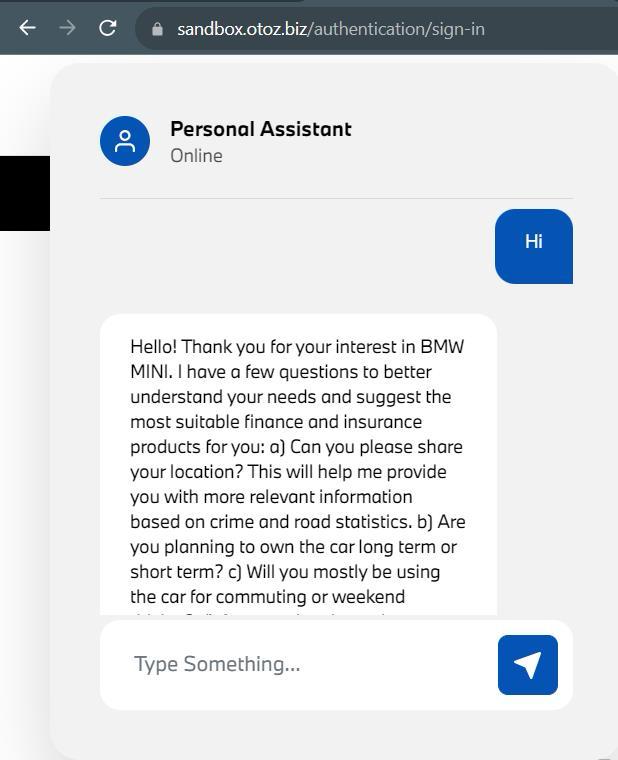 sandbox.otoz.biz/authentication/sign-in
Personal Assistant
Online
Hi
Hello! Thank you for your interest in BMW
MINI. I have a few questions to better
understand your needs and suggest the
most suitable finance and insurance
products for you: a) Can you please share
your location? This will help me provide
you with more relevant information
based on crime and road statistics. b) Are
you planning to own the car long term or
short term? c) Will you mostly be using
the car for commuting or weekend
Type Something...